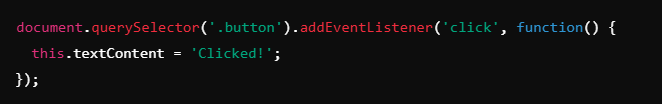 document.querySelector('.button').addEventListener('click', function() {
  this.textContent = 'Clicked!';
});